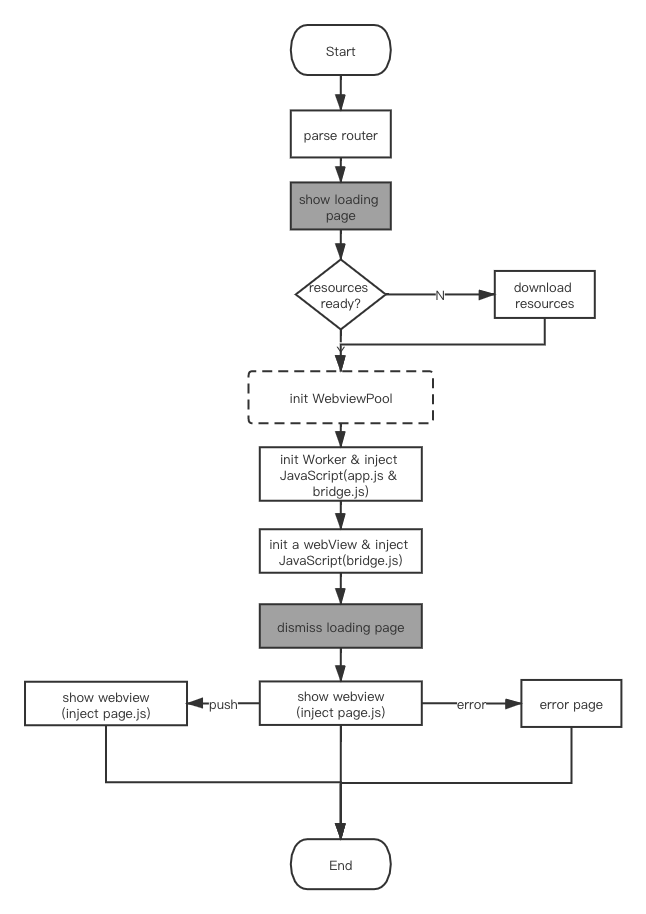 Start
parse router
show loading
page
resources
ready?
N
download
resources
Y
init WebviewPool
init Worker & inject
JavaScript(app.js &
bridge.js)
init a webView & inject
JavaScript(bridge.js)
dismiss loading page
show webview
(inject page.js)
push
show webview
(inject page.js)
error
error page
End